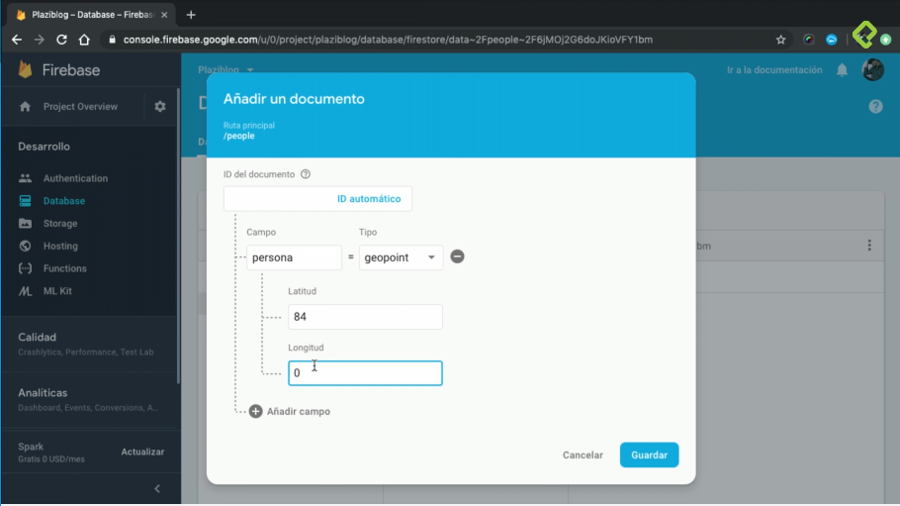 Plaziblog – Database – Firebas
console.firebase.google.com/u/0/project/plaziblog/database/firestore/data~2Fpeople~2F6jMOj2G6doJKioVFY1bm
Firebase
Plaziblog
Ir a la documentación
Project Overview
Desarrollo
Authentication
Database
Storage
Hosting
Functions
ML Kit
Calidad
Crashlytics, Performance, Test Lab
Analíticas
Dashboard, Events, Conversions, A...
Spark
Gratis 0 USD/mes
Actualizar
D
Da
bm
Añadir un documento
Ruta principal
/people
ID del documento
ID automático
Campo
Tipo
persona
=
geopoint
Latitud
84
Longitud
0
Añadir campo
Cancelar
Guardar